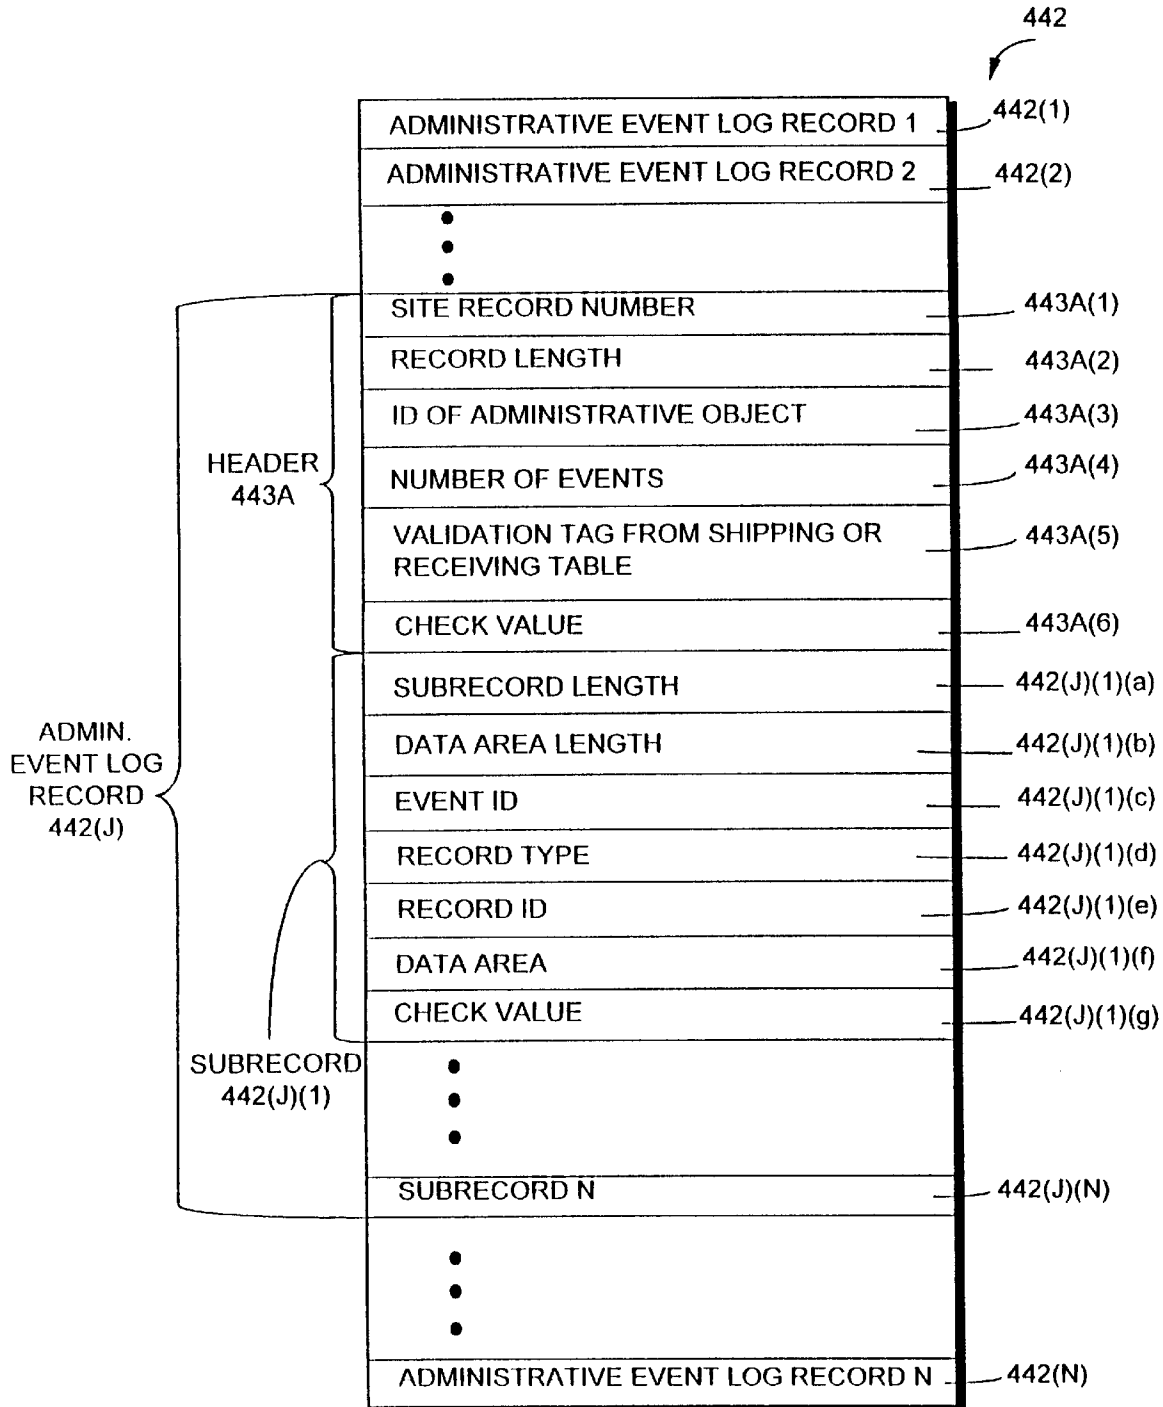 442
ADMINISTRATIVE EVENT LOG RECORD 1
442(1)
ADMINISTRATIVE EVENT LOG RECORD 2
442(2)
SITE RECORD NUMBER
443A(1)
RECORD LENGTH
443A(2)
ID OF ADMINISTRATIVE OBJECT
443A(3)
HEADER
443A
NUMBER OF EVENTS
443A(4)
VALIDATION TAG FROM SHIPPING OR
RECEIVING TABLE
443A(5)
CHECK VALUE
443A(6)
SUBRECORD LENGTH
442(J)(1)(a)
ADMIN.
EVENT LOG
RECORD
442(J)
DATA AREA LENGTH
442(J)(1)(b)
EVENT ID
442(J)(1)(c)
RECORD TYPE
442(J)(1)(d)
RECORD ID
442(J)(1)(e)
DATA AREA
442(J)(1)(f)
CHECK VALUE
442(J)(1)(g)
SUBRECORD
442(J)(1)
SUBRECORD N
442(J)(N)
ADMINISTRATIVE EVENT LOG RECORD N
442(N)